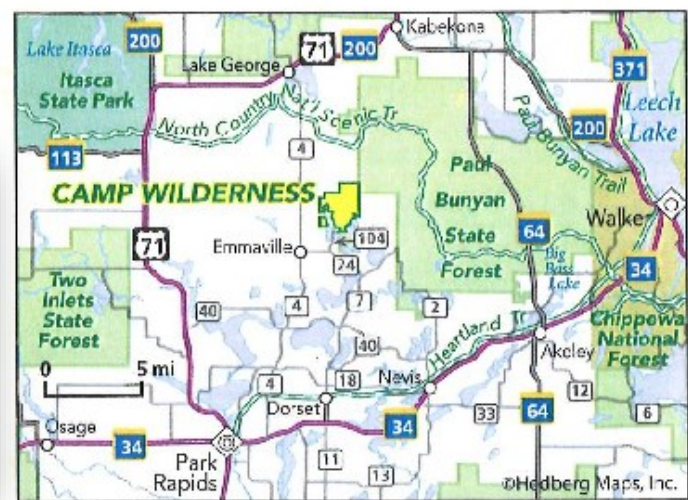 Kabekona
200
71
200
Lake Itasca
Lake George
371
Itasca
State Park
North Country Nat'l Scenic Tr
Paul Bunyan Trail
Leech
Lake
200
113
4
Paul
Bunyan
State
Forest
CAMP WILDERNESS
Walker
71
Emmaville
104
24
64
Big
Bass
Lake
34
Two
Inlets
State
Forest
40
4
7
2
40
Heartland Tr
Chippewa
National
Forest
Akeley
0
5 mi
4
18
Nevis
Dorset
12
33
64
6
Osage
34
34
Park
Rapids
11
13
©Hedberg Maps, Inc.